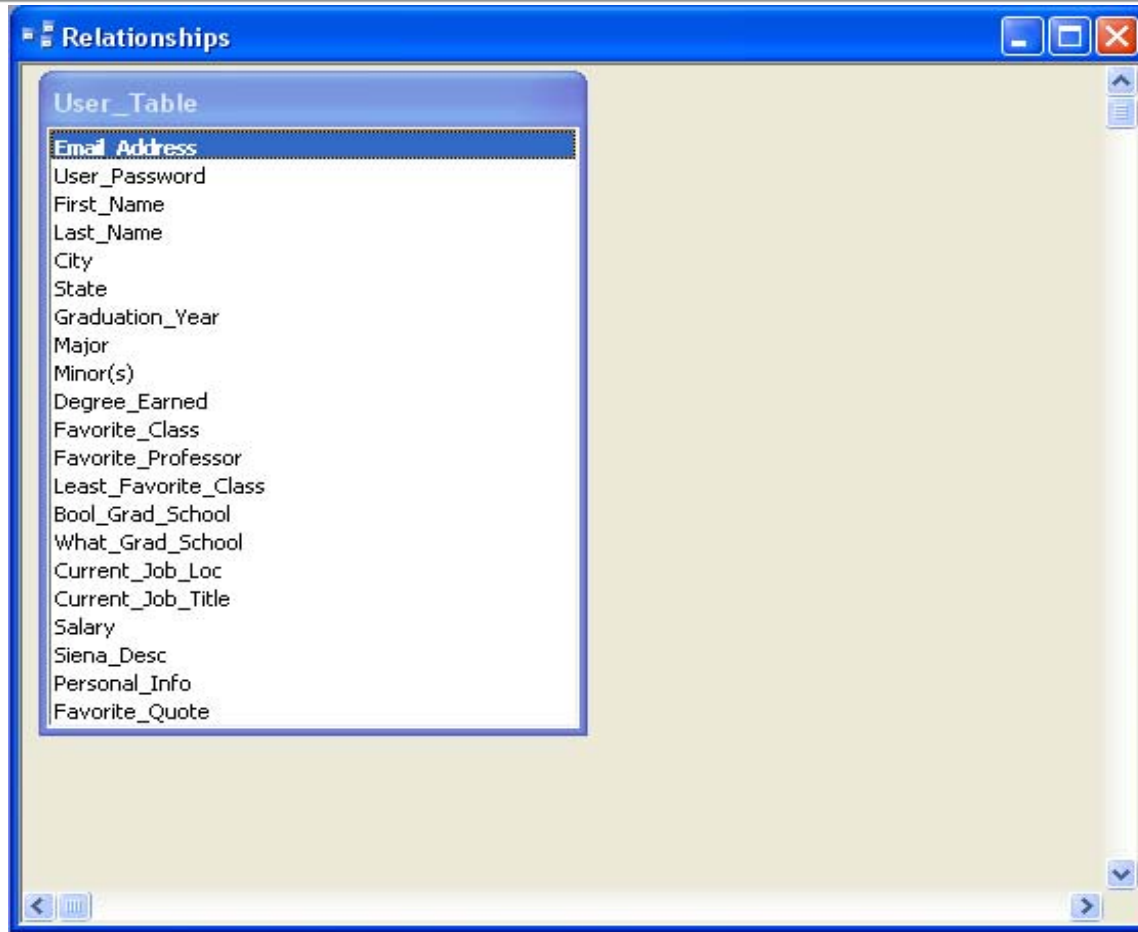 Relationships
User_Table
Email_Address
User_Password
First_Name
Last_Name
City
State
Graduation_Year
Major
Minor(s)
Degree_Earned
Favorite_Class
Favorite_Professor
Least_Favorite_Class
Bool_Grad_School
What_Grad_School
Current_Job_Loc
Current_Job_Title
Salary
Siena_Desc
Personal_Info
Favorite_Quote